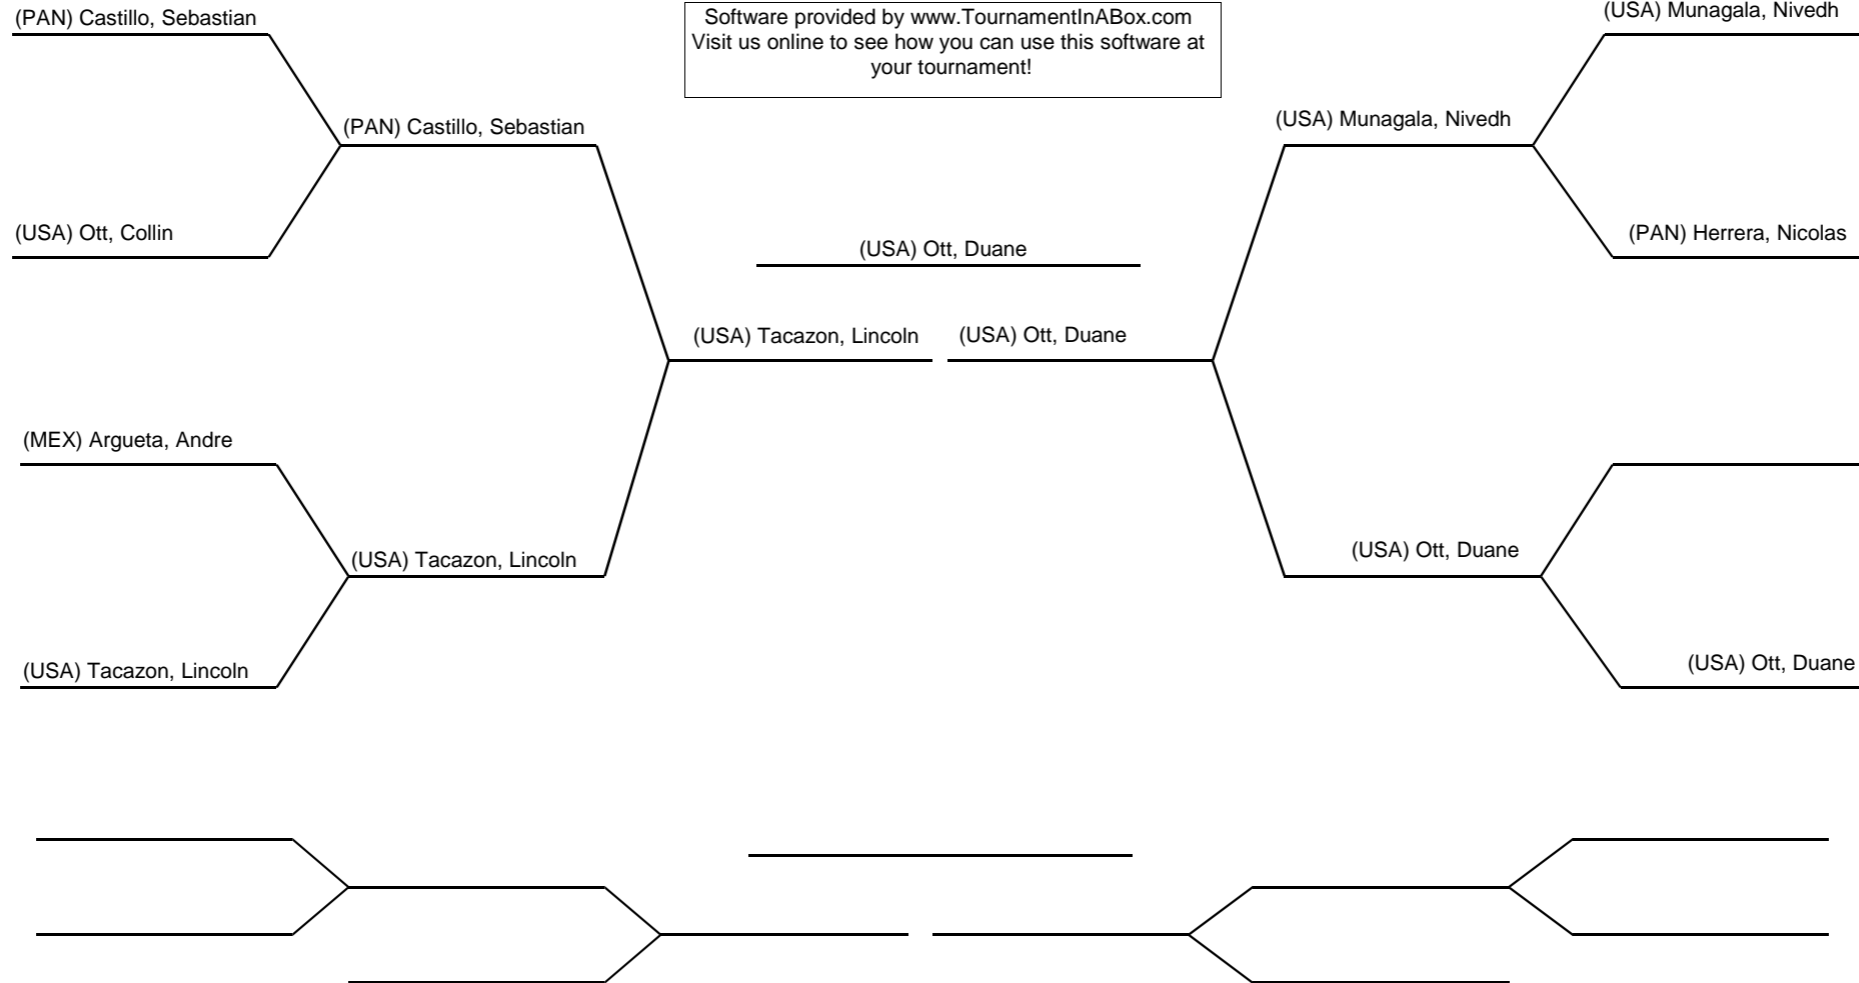 (PAN) Castillo, Sebastian
Software provided by www.TournamentInABox.com
Visit us online to see how you can use this software at
your tournament!
(USA) Munagala, Nivedh
(PAN) Castillo, Sebastian
(USA) Munagala, Nivedh
(USA) Ott, Collin
(USA) Ott, Duane
(PAN) Herrera, Nicolas
(USA) Tacazon, Lincoln
(USA) Ott, Duane
(MEX) Argueta, Andre
(USA) Tacazon, Lincoln
(USA) Ott, Duane
(USA) Tacazon, Lincoln
(USA) Ott, Duane